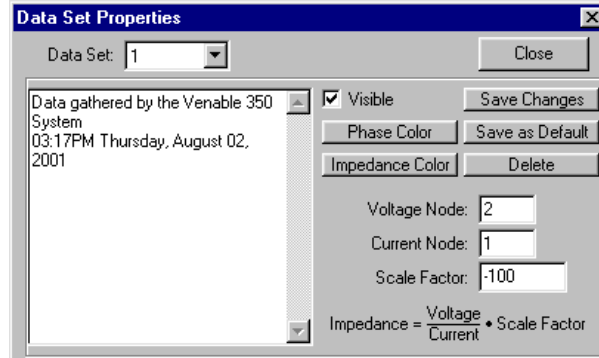 Data Set Properties
Data Set: 1
Close
Data gathered by the Venable 350
System
03:17PM Thursday, August 02,
2001
Visible
Save Changes
Phase Color
Save as Default
Impedance Color
Delete
Voltage Node: 2
Current Node: 1
Scale Factor: -100
Impedance = Voltage / Current • Scale Factor